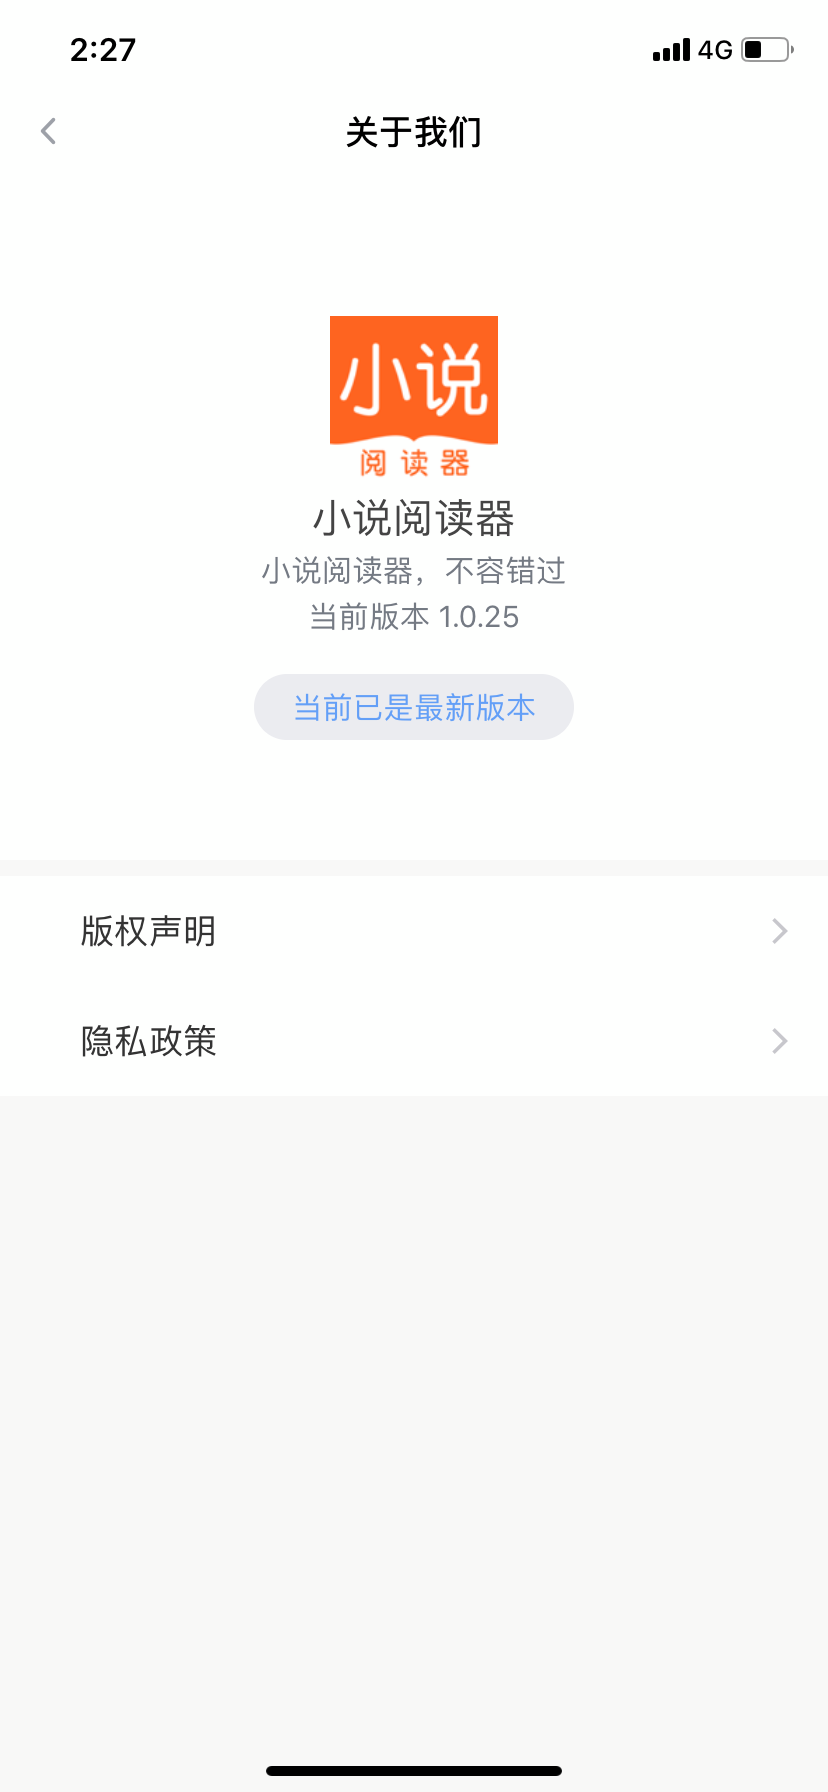 2:27
4G
关于我们
小说
阅读器
小说阅读器
小说阅读器，不容错过
当前版本 1.0.25
当前已是最新版本
版权声明
隐私政策